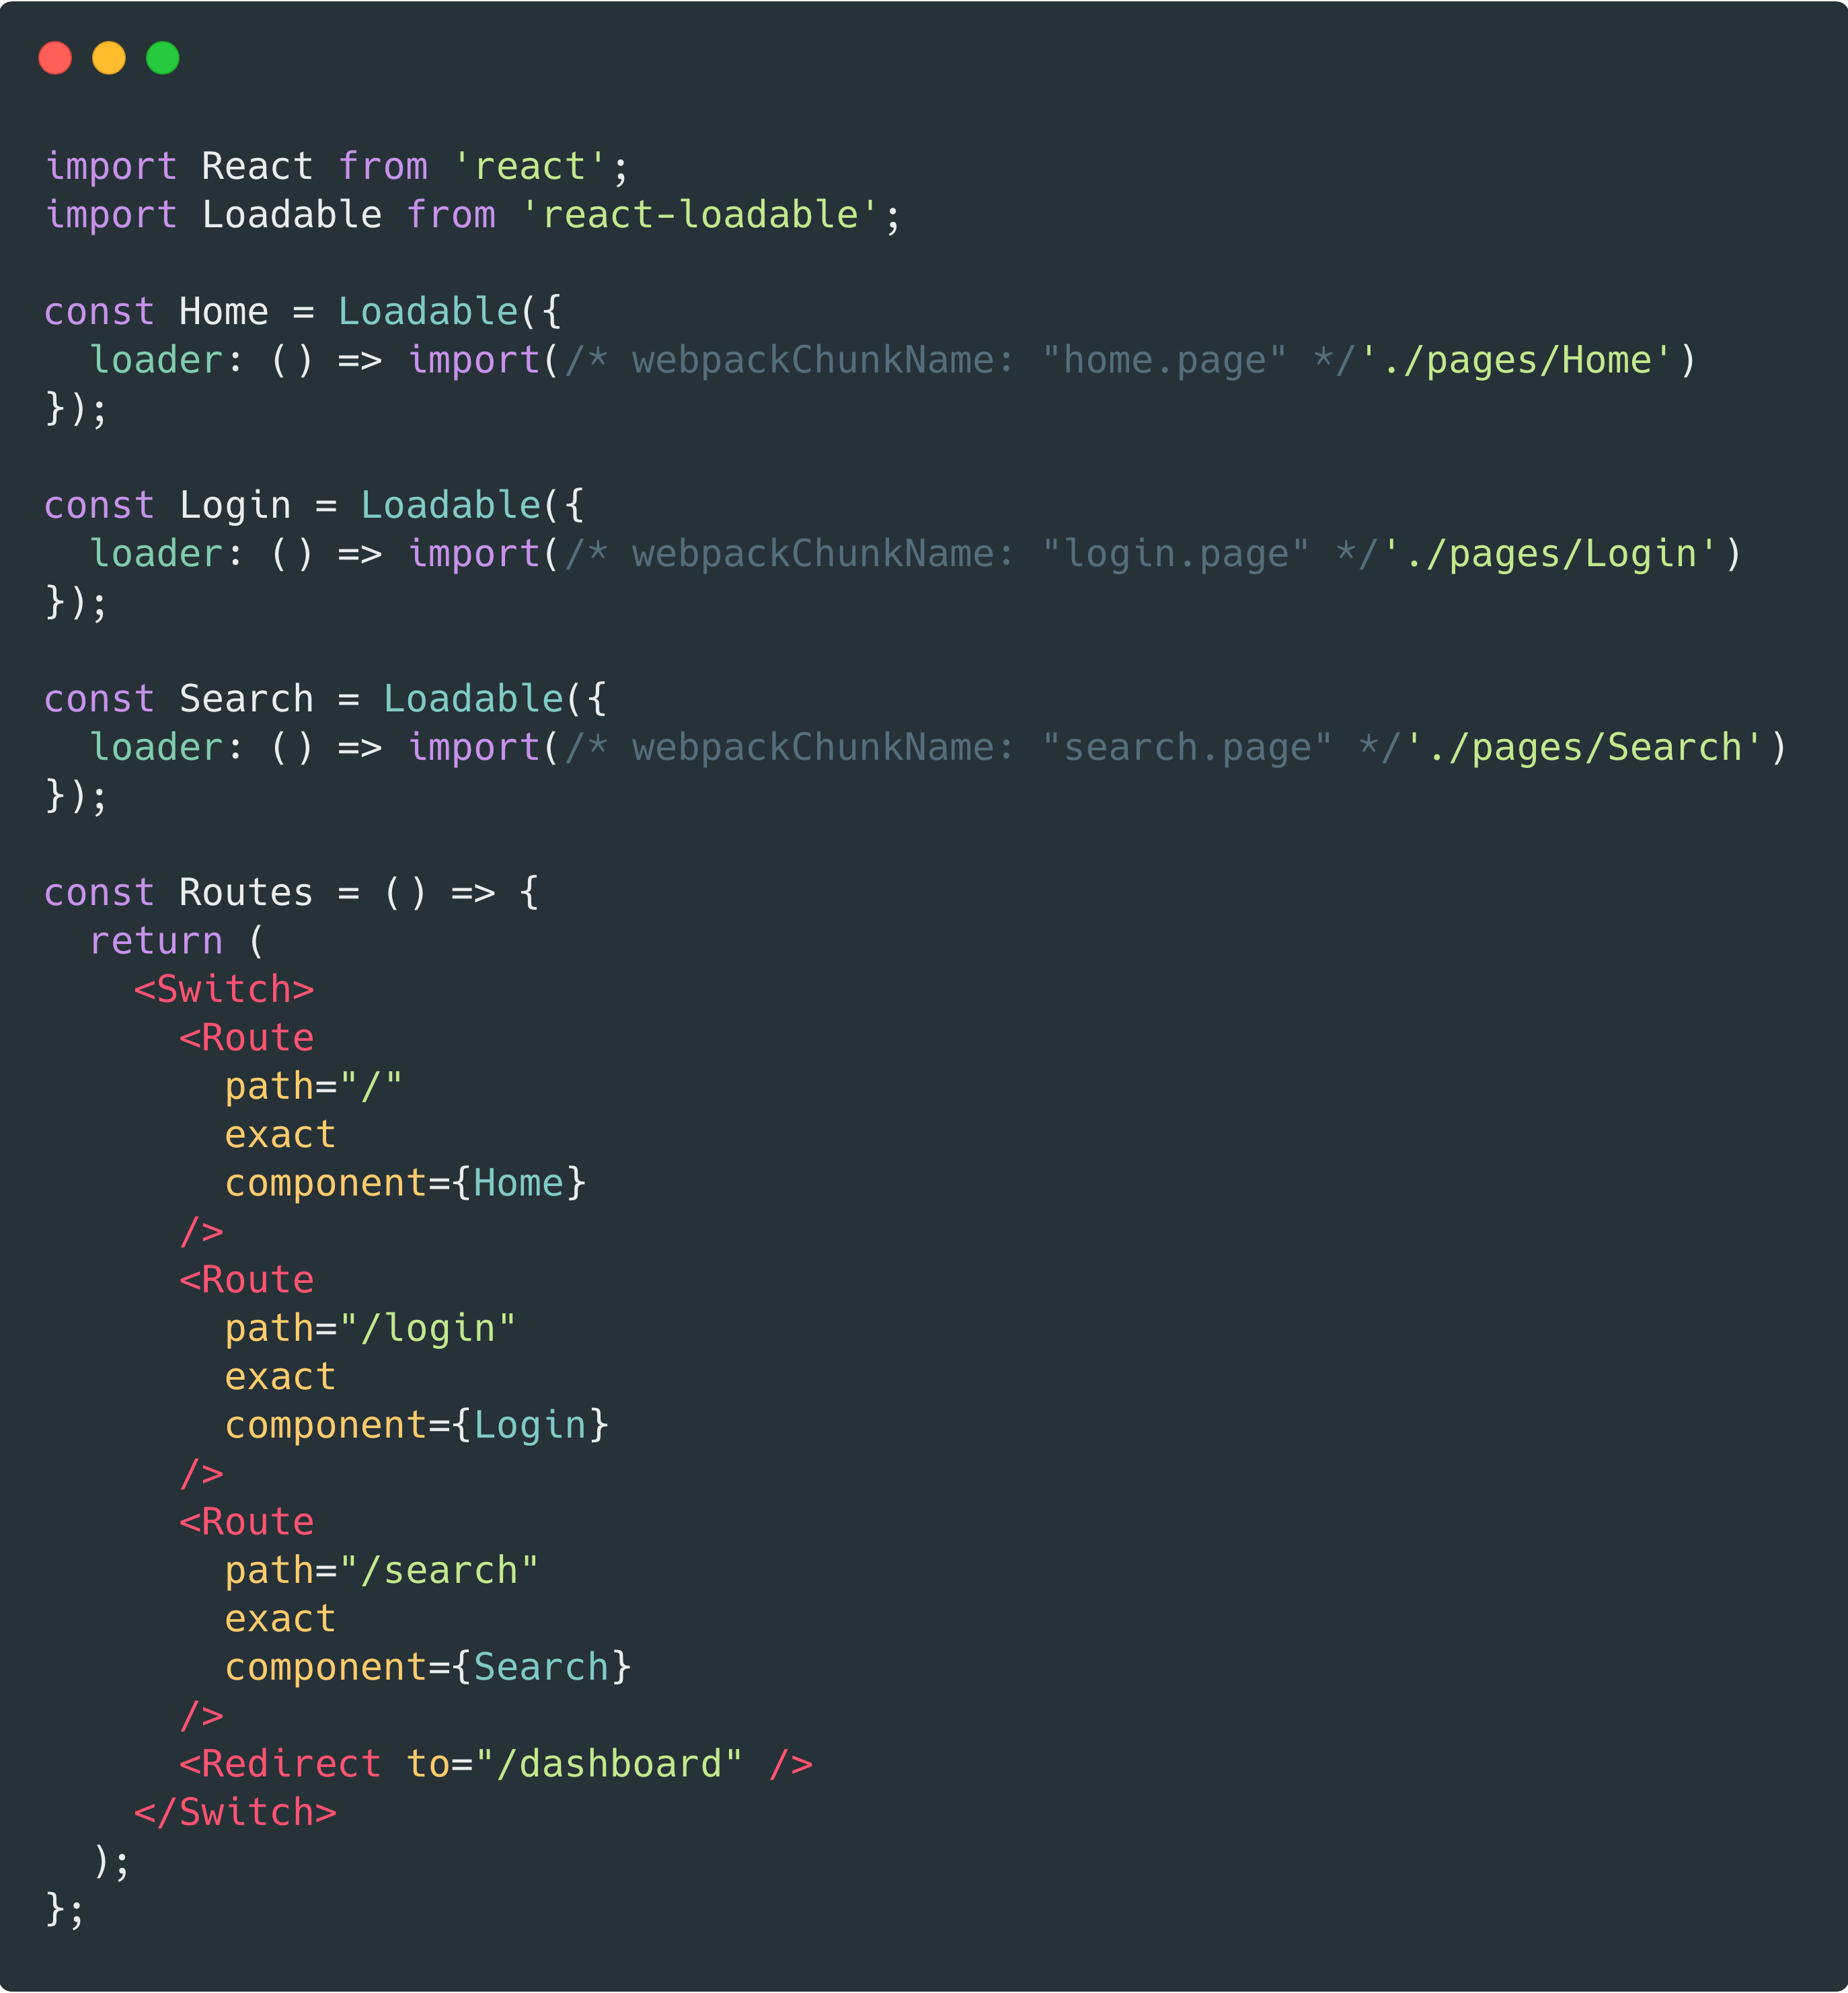 import React from 'react';
import Loadable from 'react-loadable';

const Home = Loadable({
  loader: () => import(/* webpackChunkName: "home.page" */'./pages/Home')
});

const Login = Loadable({
  loader: () => import(/* webpackChunkName: "login.page" */'./pages/Login')
});

const Search = Loadable({
  loader: () => import(/* webpackChunkName: "search.page" */'./pages/Search')
});

const Routes = () => {
  return (
    <Switch>
      <Route
        path="/"
        exact
        component={Home}
      />
      <Route
        path="/login"
        exact
        component={Login}
      />
      <Route
        path="/search"
        exact
        component={Search}
      />
      <Redirect to="/dashboard" />
    </Switch>
  );
};